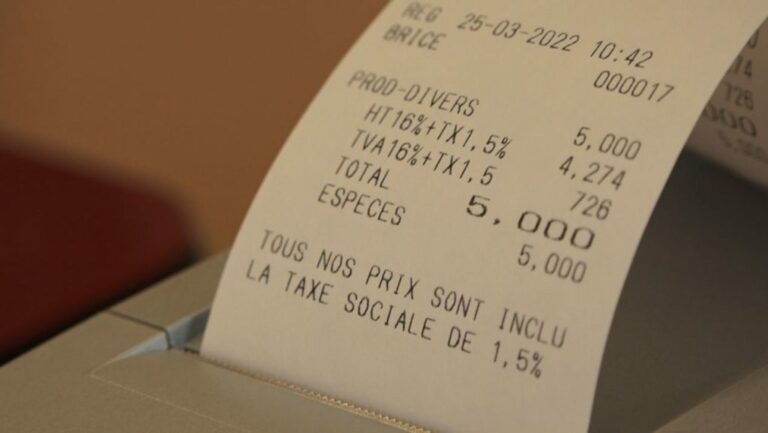 REG 25-03-2022 10:42
BRICE 000017
PROD-DIVERS 5,000
HT16%+TX1,5% 4,274
TVA16%+TX1,5 726
TOTAL 5,000
ESPECES 5,000
TOUS NOS PRIX SONT INCLU
LA TAXE SOCIALE DE 1,5%